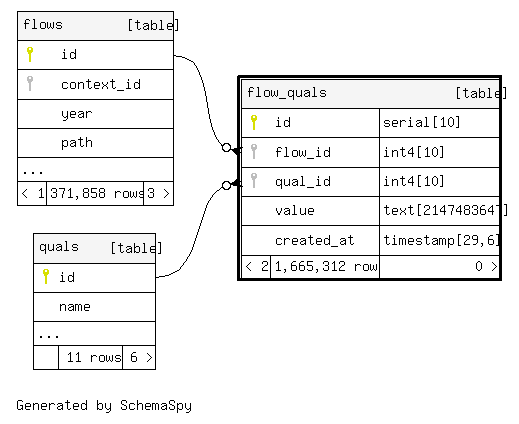 flows [table]
id
context_id
year
path
...
< 1 371,858 rows 3 >
flow_quals [table]
id serial[10]
flow_id int4[10]
qual_id int4[10]
value text[2147483647]
created_at timestamp[29,6]
< 2 1,665,312 row 0 >
quals [table]
id
name
...
11 rows 6 >
Generated by SchemaSpy